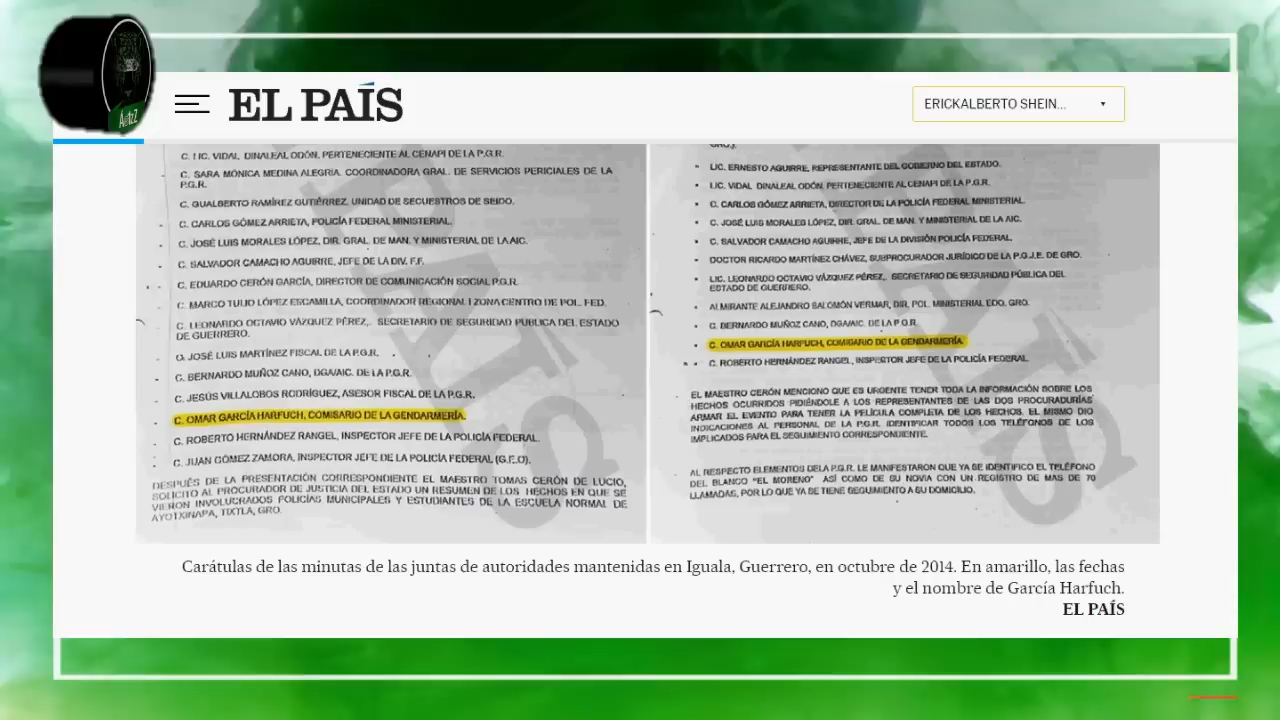 EL PAÍS
ERICKALBERTO SHEIN...
C. LIC. VIDAL DINALEAL ODÓN, PERTENECIENTE AL CENAPI DE LA P.G.R.
C. SARA MÓNICA MEDINA ALEGRIA. COORDINADORA GRAL. DE SERVICIOS PERICIALES DE LA
P.G.R.
C. GUALBERTO RAMÍREZ GUTIÉRREZ. UNIDAD DE SECUESTROS DE SEIDO.
C. CARLOS GÓMEZ ARRIETA, POLICÍA FEDERAL MINISTERIAL.
C. JOSÉ LUIS MORALES LÓPEZ, DIR. GRAL. DE MAN. Y MINISTERIAL DE LA AIC.
C. SALVADOR CAMACHO AGUIRRE, JEFE DE LA DIV. F.F.
C. EDUARDO CERÓN GARCÍA, DIRECTOR DE COMUNICACIÓN SOCIAL P.G.R.
C. MARCO TULIO LÓPEZ ESCAMILLA, COORDINADOR REGIONAL I ZONA CENTRO DE POL. FED.
C. LEONARDO OCTAVIO VÁZQUEZ PÉREZ, SECRETARIO DE SEGURIDAD PÚBLICA DEL ESTADO
DE GUERRERO.
C. JOSÉ LUIS MARTÍNEZ FISCAL DE LA P.G.R.
C. BERNARDO MUÑOZ CANO, DGA/AIC. DE LA P.G.R.
C. JESÚS VILLALOBOS RODRÍGUEZ, ASESOR FISCAL DE LA P.G.R.
C. OMAR GARCÍA HARFUCH, COMISARIO DE LA GENDARMERÍA.
C. ROBERTO HERNÁNDEZ RANGEL, INSPECTOR JEFE DE LA POLICÍA FEDERAL.
C. JUAN GÓMEZ ZAMORA, INSPECTOR JEFE DE LA POLICÍA FEDERAL (G.E.O).
DESPUÉS DE LA PRESENTACIÓN CORRESPONDIENTE EL MAESTRO TOMAS CERÓN DE LUCIO,
SOLICITO AL PROCURADOR DE JUSTICIA DEL ESTADO UN RESUMEN DE LOS HECHOS EN QUE SE
VIERON INVOLUCRADOS POLICÍAS MUNICIPALES Y ESTUDIANTES DE LA ESCUELA NORMAL DE
AYOTXINAPA, TIXTLA, GRO.
LIC. ERNESTO AGUIRRE, REPRESENTANTE DEL GOBIERNO DEL ESTADO.
LIC. VIDAL DINALEAL ODÓN, PERTENECIENTE AL CENAPI DE LA P.G.R.
C. CARLOS GÓMEZ ARRIETA, DIRECTOR DE LA POLICÍA FEDERAL MINISTERIAL.
C. JOSÉ LUIS MORALES LÓPEZ, DIR. GRAL. DE MAN. Y MINISTERIAL DE LA AIC.
C. SALVADOR CAMACHO AGUIRRE, JEFE DE LA DIVISIÓN POLICÍA FEDERAL.
DOCTOR RICARDO MARTÍNEZ CHÁVEZ, SUBPROCURADOR JURÍDICO DE LA P.G.J.E. DE GRO.
LIC. LEONARDO OCTAVIO VÁZQUEZ PÉREZ, SECRETARIO DE SEGURIDAD PÚBLICA DEL
ESTADO DE GUERRERO.
ALMIRANTE ALEJANDRO SALOMÓN VERMAR, DIR. POL. MINISTERIAL EDO. GRO.
C. BERNARDO MUÑOZ CANO, DGA/AIC. DE LA P.G.R.
C. OMAR GARCÍA HARFUCH, COMISARIO DE LA GENDARMERÍA.
C. ROBERTO HERNÁNDEZ RANGEL, INSPECTOR JEFE DE LA POLICÍA FEDERAL.
EL MAESTRO CERÓN MENCIONO QUE ES URGENTE TENER TODA LA INFORMACIÓN SOBRE LOS
HECHOS OCURRIDOS PIDIÉNDOLE A LOS REPRESENTANTES DE LAS DOS PROCURADURÍAS
ARMAR EL EVENTO PARA TENER LA PELÍCULA COMPLETA DE LOS HECHOS. EL MISMO DIO
INDICACIONES AL PERSONAL DE LA P.G.R. IDENTIFICAR TODOS LOS TELÉFONOS DE LOS
IMPLICADOS PARA EL SEGUIMIENTO CORRESPONDIENTE.
AL RESPECTO ELEMENTOS DELA P.G.R. LE MANIFESTARON QUE YA SE IDENTIFICO EL TELÉFONO
DEL BLANCO "EL MORENO" ASÍ COMO DE SU NOVIA CON UN REGISTRO DE MAS DE 70
LLAMADAS, POR LO QUE YA SE TIENE SEGUIMIENTO A SU DOMICILIO.
Carátulas de las minutas de las juntas de autoridades mantenidas en Iguala, Guerrero, en octubre de 2014. En amarillo, las fechas
y el nombre de García Harfuch.
EL PAÍS